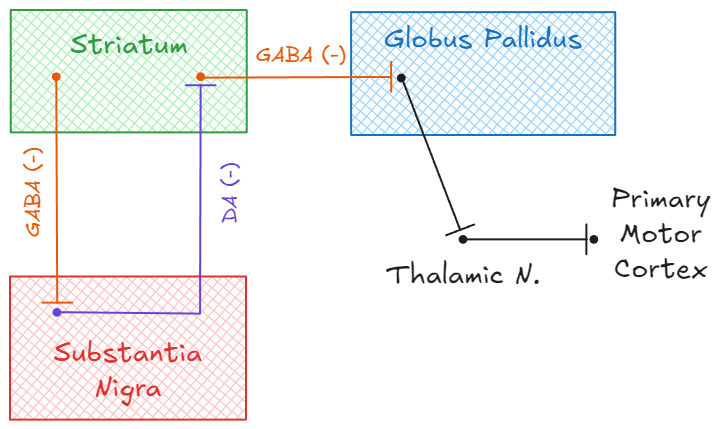 Striatum
GABA (-)
Globus Pallidus
GABA (-)
DA (-)
Primary
Motor
Cortex
Thalamic N.
Substantia
Nigra